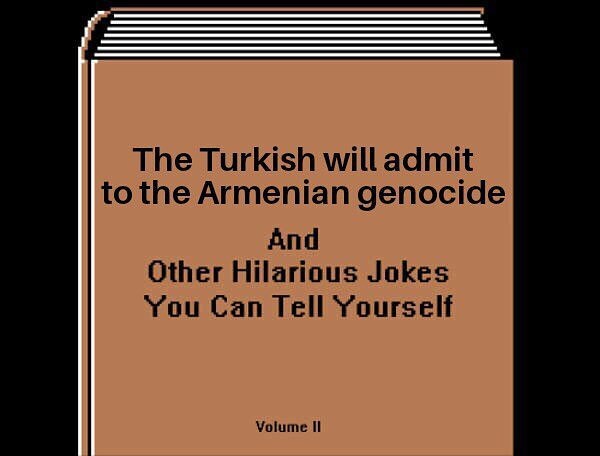 The Turkish will admit
to the Armenian genocide
And
Other Hilarious Jokes
You Can Tell Yourself
Volume II